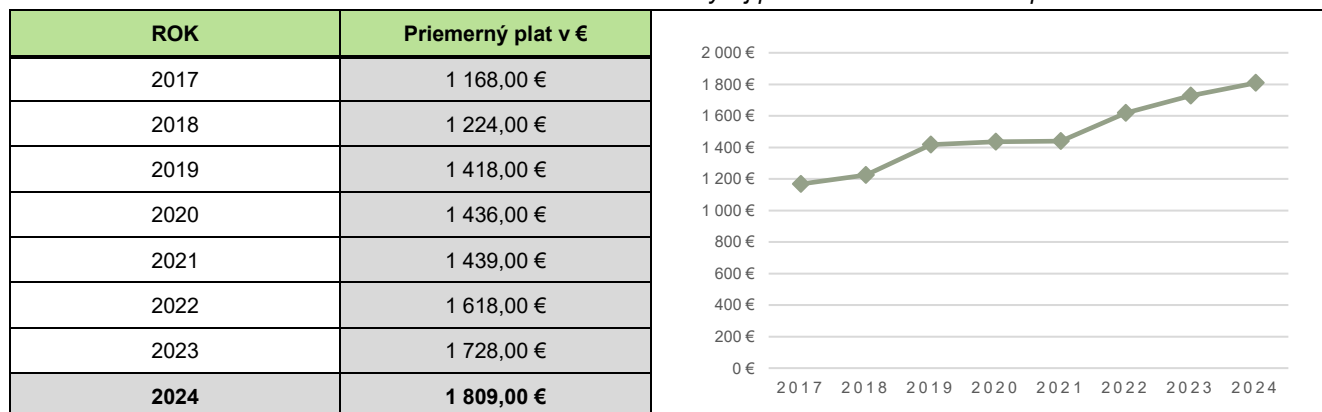 ROK Priemerný plat v €
2017 1 168,00 €
2018 1 224,00 €
2019 1 418,00 €
2020 1 436,00 €
2021 1 439,00 €
2022 1 618,00 €
2023 1 728,00 €
2024 1 809,00 €
2 000 €
1 800 €
1 600 €
1 400 €
1 200 €
1 000 €
800 €
600 €
400 €
200 €
0 €
2017 2018 2019 2020 2021 2022 2023 2024